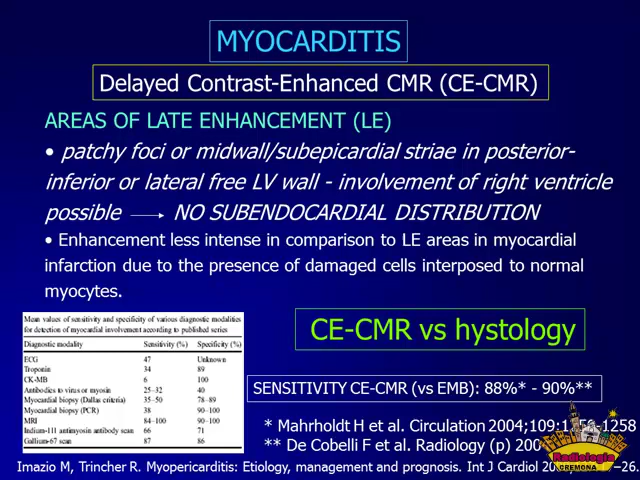 MYOCARDITIS
Delayed Contrast-Enhanced CMR (CE-CMR)
AREAS OF LATE ENHANCEMENT (LE)
• patchy foci or midwall/subepicardial striae in posterior-
inferior or lateral free LV wall - involvement of right ventricle
possible → NO SUBENDOCARDIAL DISTRIBUTION
• Enhancement less intense in comparison to LE areas in myocardial
infarction due to the presence of damaged cells interposed to normal
myocytes.
Mean values of sensitivity and specificity of various diagnostic modalities
for detection of myocardial involvement according to published series
Diagnostic modality Sensitivity (%) Specificity (%)
ECG 47 Unknown
Troponin 34 89
CK-MB 6 100
Antibodies to virus or myosin 25–32 40
Myocardial biopsy (Dallas criteria) 35–50 78–89
Myocardial biopsy (PCR) 38 90–100
MRI 84–100 90–100
Indium-111 antimyosin antibody scan 66 71
Gallium-67 scan 87 86
CE-CMR vs hystology
SENSITIVITY CE-CMR (vs EMB): 88%* - 90%**
* Mahrholdt H et al. Circulation 2004;109:1250-1258
** De Cobelli F et al. Radiology (p) 200
Radiologia
CREMONA
Imazio M, Trincher R. Myopericarditis: Etiology, management and prognosis. Int J Cardiol –26.